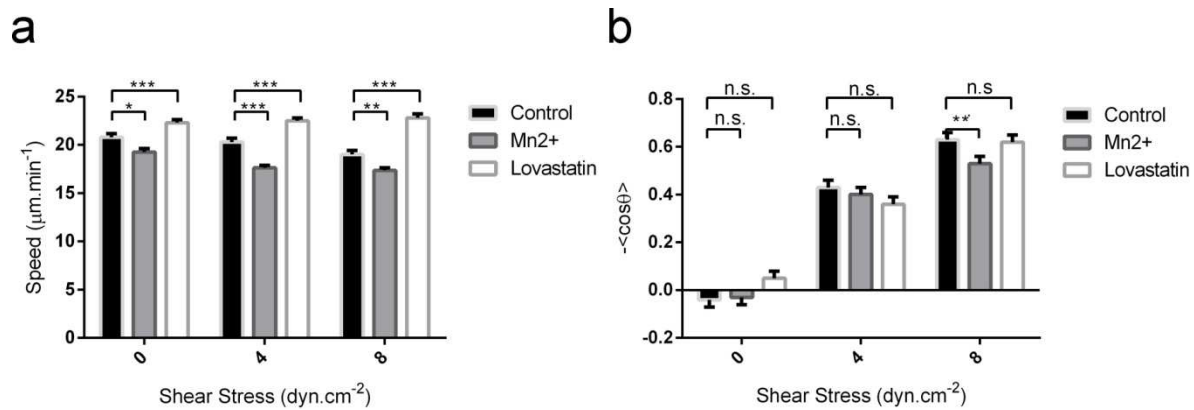 a
*** *** ***
* *** **
25
20
15
10
5
0
Speed (µm.min⁻¹)
0 4 8
Shear Stress (dyn.cm⁻²)
Control
Mn2+
Lovastatin
b
n.s. n.s. n.s
n.s. n.s. **
0.8
0.6
0.4
0.2
0.0
-0.2
-<cosθ>
0 4 8
Shear Stress (dyn.cm⁻²)
Control
Mn2+
Lovastatin